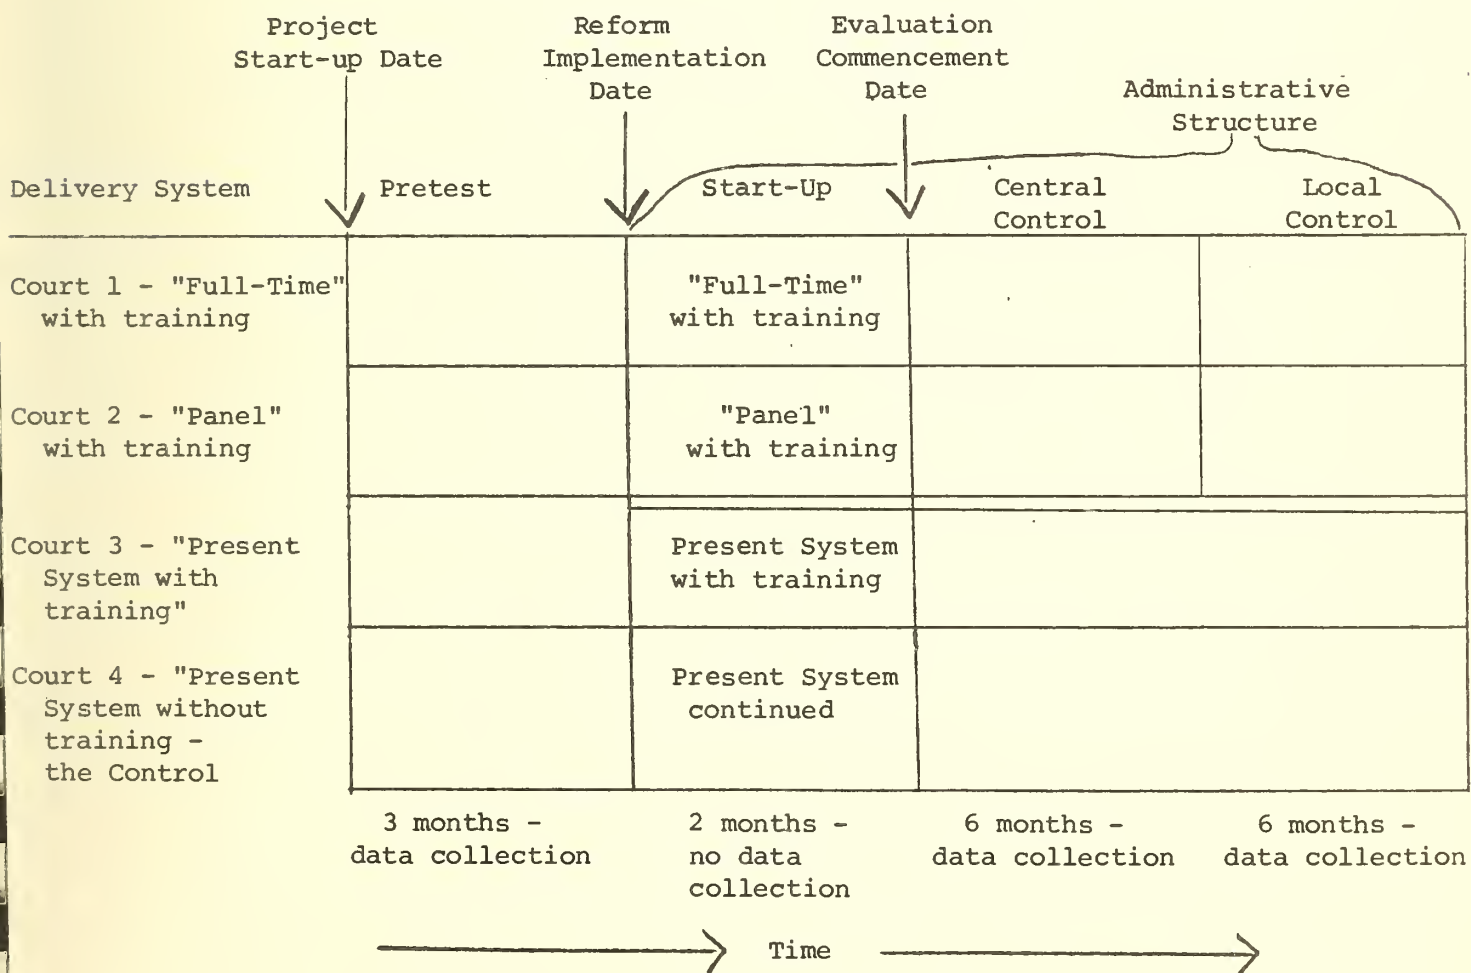 Project
Start-up Date
Reform
Implementation
Date
Evaluation
Commencement
Date
Administrative
Structure
Delivery System
Pretest
Start-Up
Central
Control
Local
Control
Court 1 - "Full-Time"
with training
"Full-Time"
with training
Court 2 - "Panel"
with training
"Panel"
with training
Court 3 - "Present
System with
training"
Present System
with training
Court 4 - "Present
System without
training -
the Control
Present System
continued
3 months -
data collection
2 months -
no data
collection
6 months -
data collection
6 months -
data collection
Time